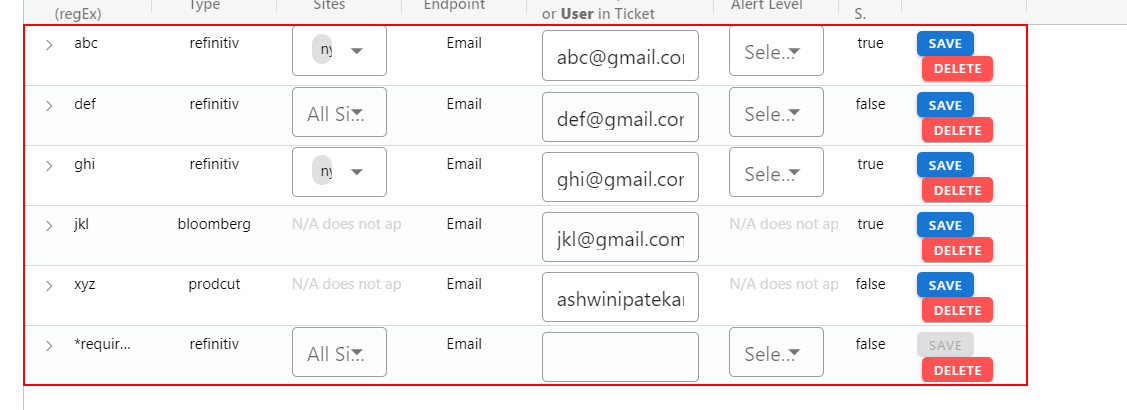 Type Sites Endpoint Alert Level
(regEx) or User in Ticket S.
abc refinitiv ny Email abc@gmail.co Sele... true SAVE
DELETE
def refinitiv All Si... Email def@gmail.cor Sele... false SAVE
DELETE
ghi refinitiv ny Email ghi@gmail.cor Sele... true SAVE
DELETE
jkl bloomberg N/A does not ap Email jkl@gmail.com N/A does not ap true SAVE
DELETE
xyz prodcut N/A does not ap Email ashwinipateka N/A does not ap false SAVE
DELETE
*requir... refinitiv All Si... Email Sele... false SAVE
DELETE